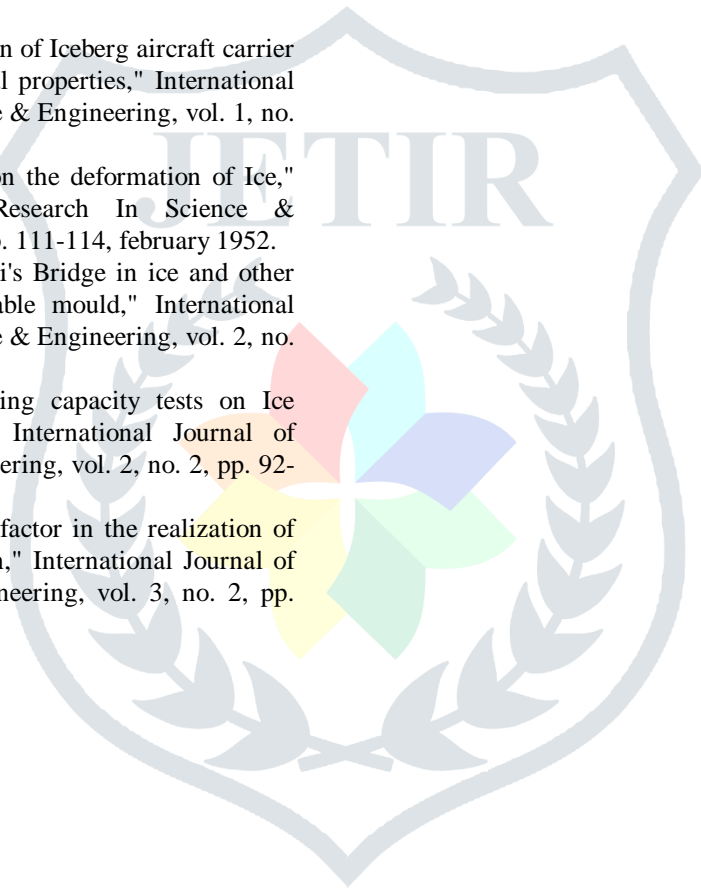 n of Iceberg aircraft carrier
l properties," International
e & Engineering, vol. 1, no.
on the deformation of Ice,"
Research In Science &
p. 111-114, february 1952.
i's Bridge in ice and other
able mould," International
e & Engineering, vol. 2, no.
ing capacity tests on Ice
International Journal of
ering, vol. 2, no. 2, pp. 92-
factor in the realization of
n," International Journal of
neering, vol. 3, no. 2, pp.
JETIR